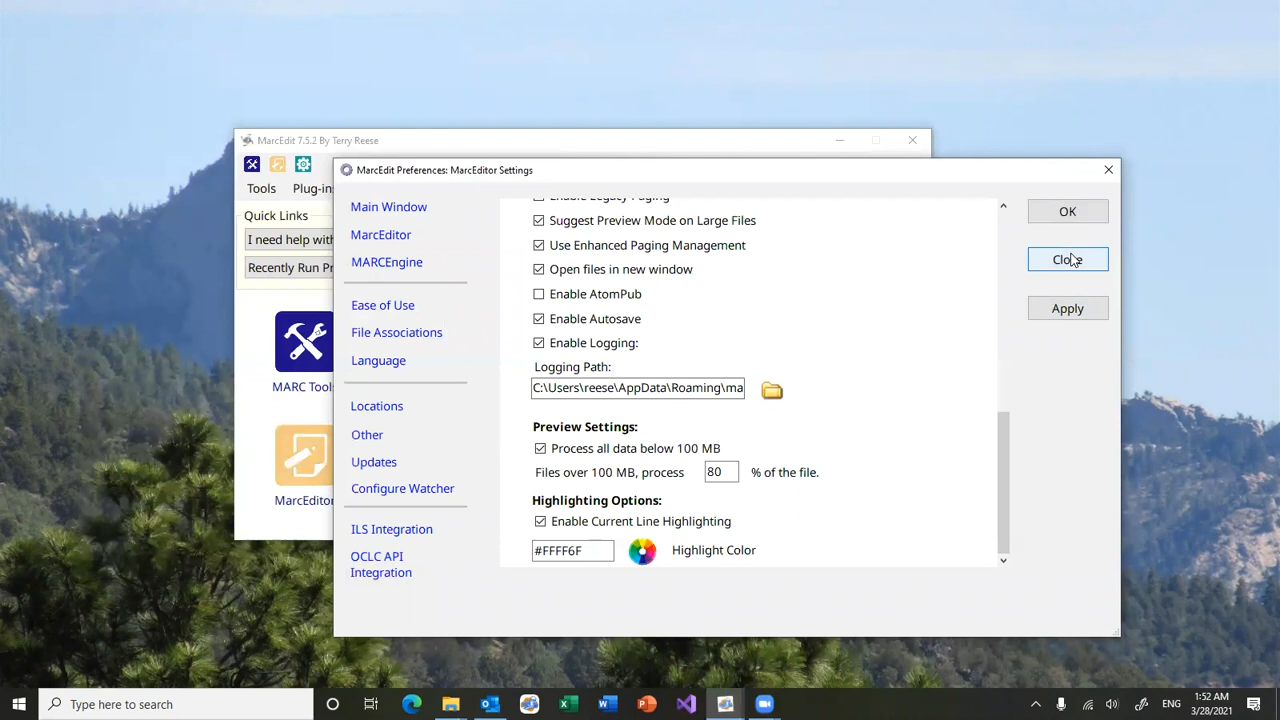 MarcEdit 7.5.2 By Terry Reese
MarcEdit Preferences: MarcEditor Settings
Tools
Plug-in
Quick Links
I need help with
Recently Run Pr
MARC Tool
MarcEditor
Main Window
MarcEditor
MARCEngine
Ease of Use
File Associations
Language
Locations
Other
Updates
Configure Watcher
ILS Integration
OCLC API
Integration
Enable Legacy Paging
Suggest Preview Mode on Large Files
Use Enhanced Paging Management
Open files in new window
Enable AtomPub
Enable Autosave
Enable Logging:
Logging Path:
C:\Users\reese\AppData\Roaming\ma
Preview Settings:
Process all data below 100 MB
Files over 100 MB, process 80 % of the file.
Highlighting Options:
Enable Current Line Highlighting
#FFFF6F Highlight Color
OK
Close
Apply
Type here to search
ENG
1:52 AM
3/28/2021